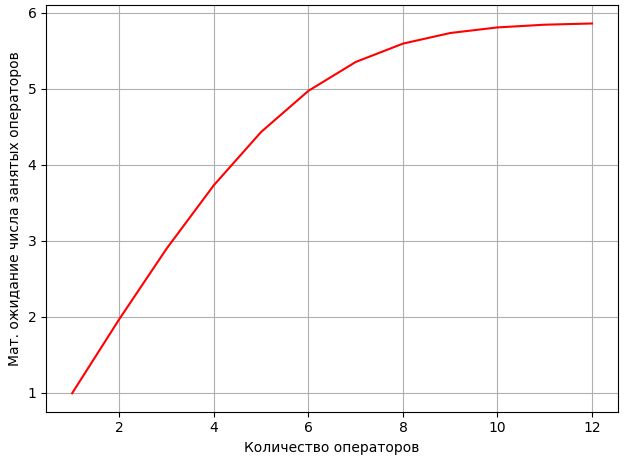 Мат. ожидание числа занятых операторов
6
5
4
3
2
1
2 4 6 8 10 12
Количество операторов